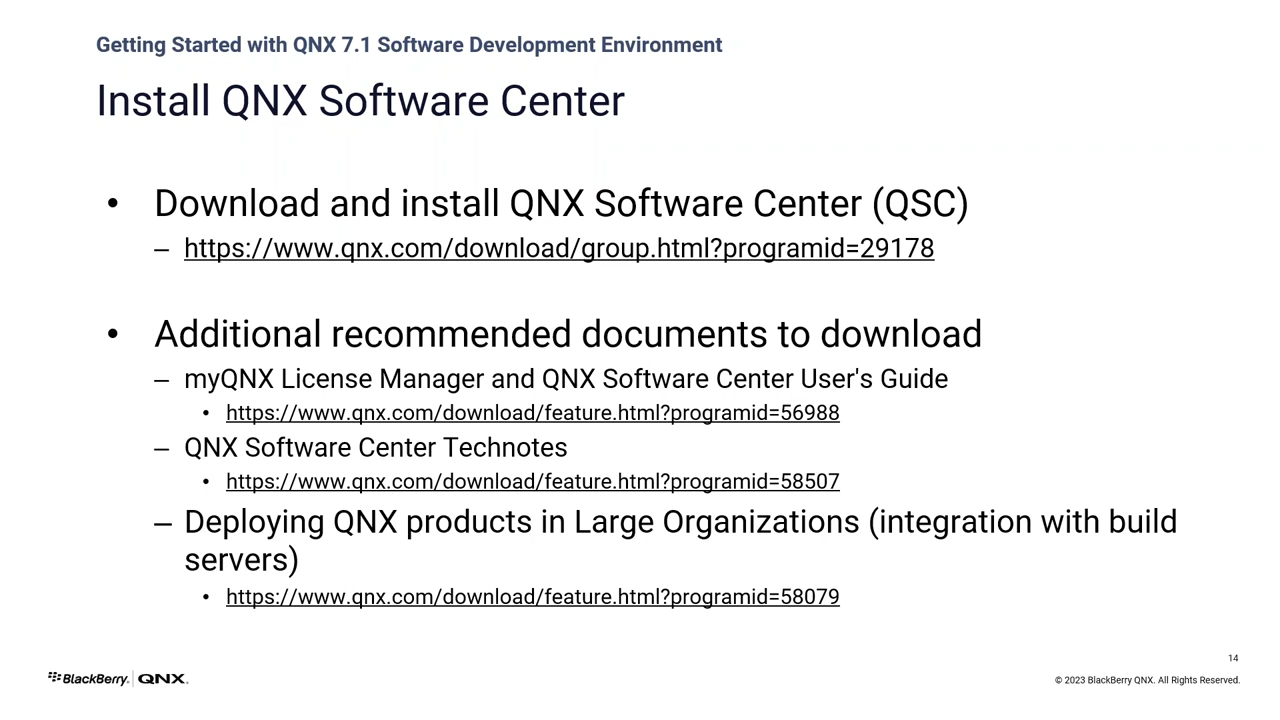 Getting Started with QNX 7.1 Software Development Environment
Install QNX Software Center
• Download and install QNX Software Center (QSC)
– https://www.qnx.com/download/group.html?programid=29178
• Additional recommended documents to download
– myQNX License Manager and QNX Software Center User's Guide
• https://www.qnx.com/download/feature.html?programid=56988
– QNX Software Center Technotes
• https://www.qnx.com/download/feature.html?programid=58507
– Deploying QNX products in Large Organizations (integration with build
servers)
• https://www.qnx.com/download/feature.html?programid=58079
14
BlackBerry. QNX.
© 2023 BlackBerry QNX. All Rights Reserved.